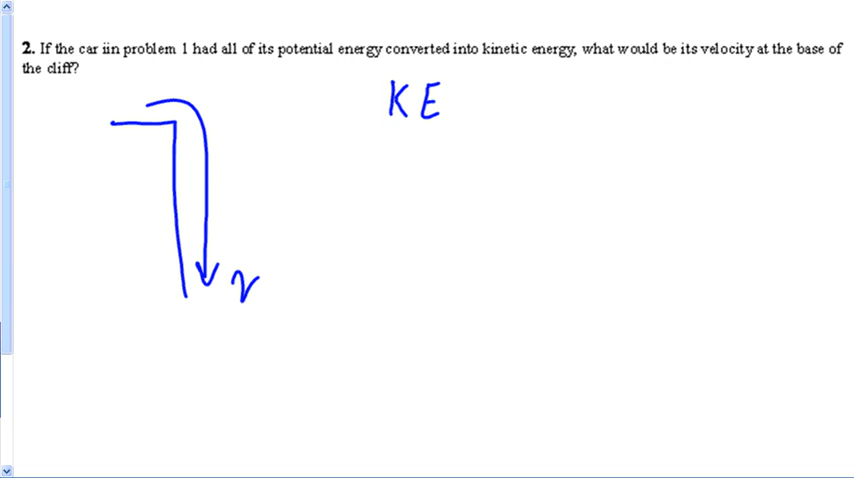 2. If the car iin problem 1 had all of its potential energy converted into kinetic energy, what would be its velocity at the base of
the cliff?
KE
v